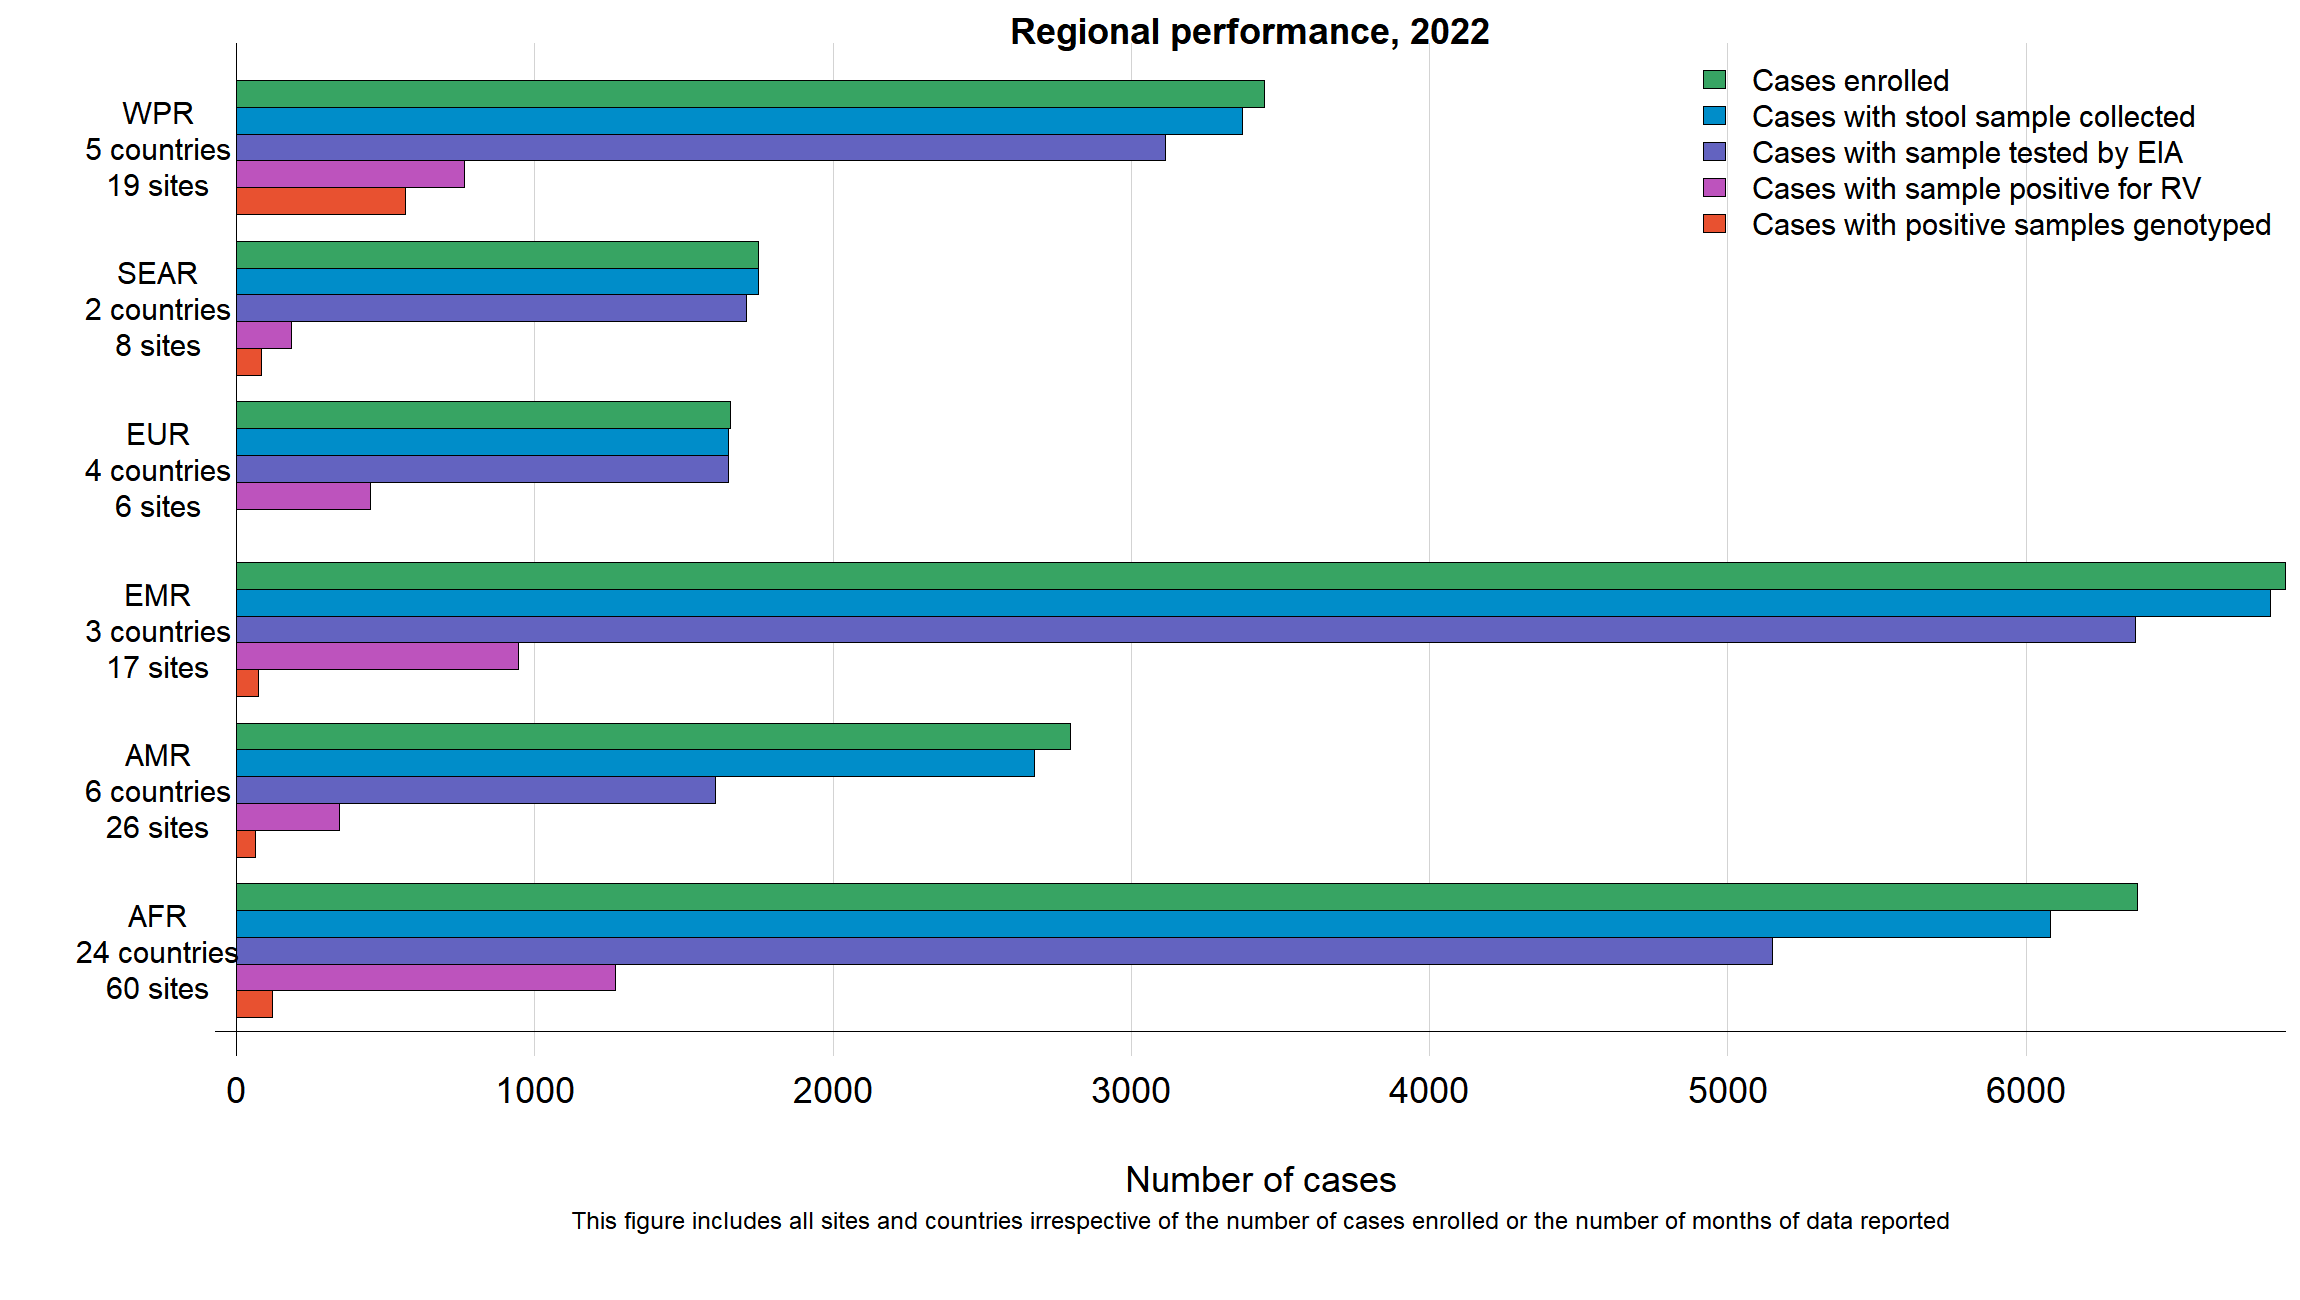 Regional performance, 2022
Cases enrolled
Cases with stool sample collected
Cases with sample tested by EIA
Cases with sample positive for RV
Cases with positive samples genotyped
WPR
5 countries
19 sites
SEAR
2 countries
8 sites
EUR
4 countries
6 sites
EMR
3 countries
17 sites
AMR
6 countries
26 sites
AFR
24 countries
60 sites
0 1000 2000 3000 4000 5000 6000
Number of cases
This figure includes all sites and countries irrespective of the number of cases enrolled or the number of months of data reported